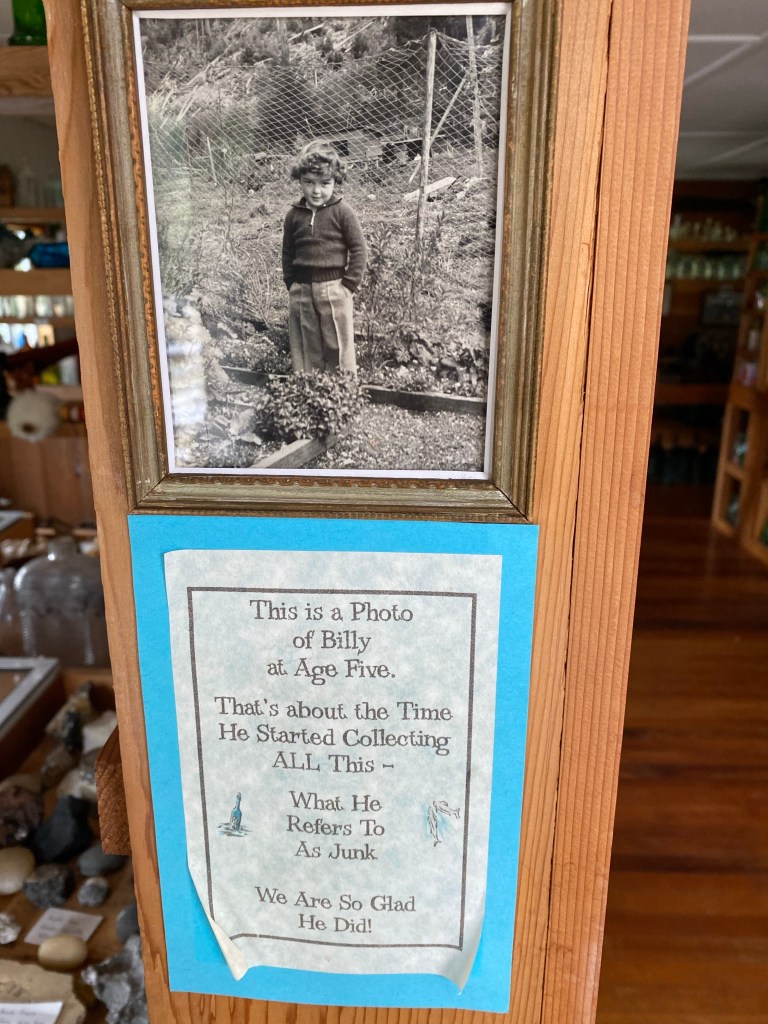 This is a Photo
of Billy
at Age Five.
That's about the Time
He Started Collecting
ALL This -
What He
Refers To
As Junk
We Are So Glad
He Did!